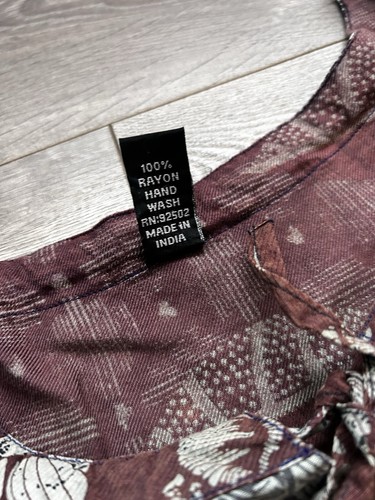 100%
RAYON
HAND
WASH
RN:92502
MADE IN
INDIA